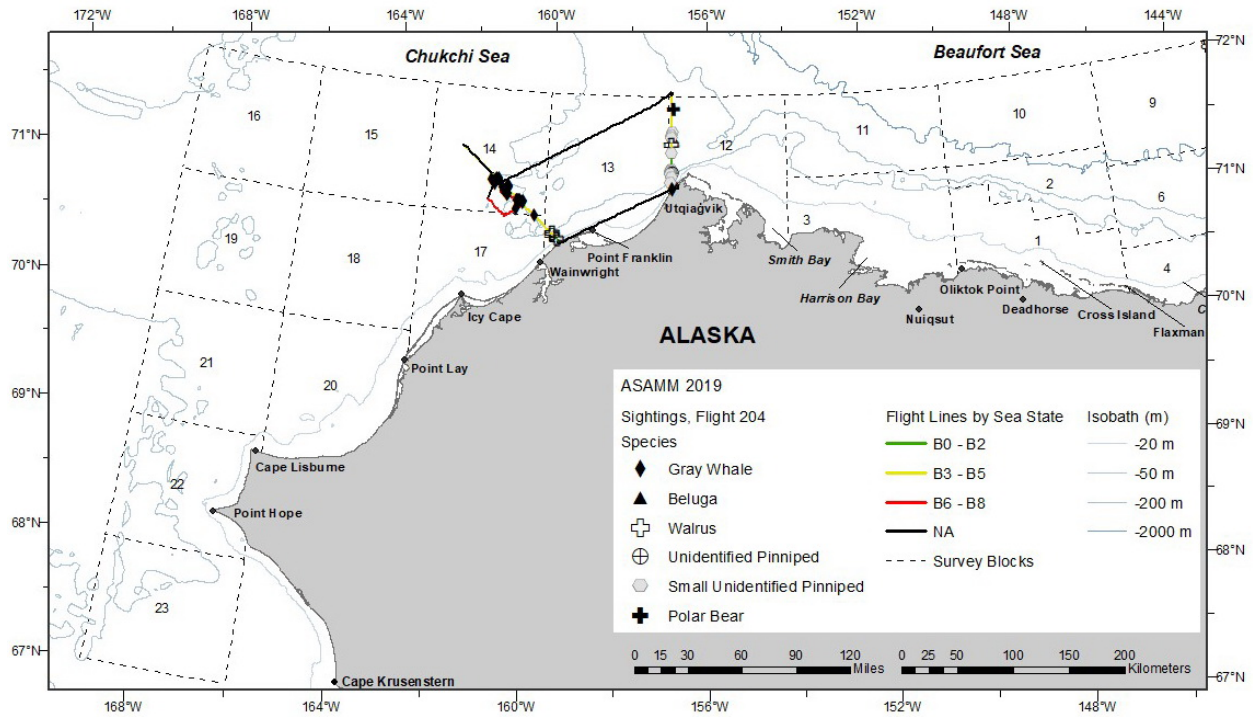 172°W 168°W 164°W 160°W 156°W 152°W 148°W 144°W
Chukchi Sea
Beaufort Sea
72°N
16
15
14
13
12
11
10
9
71°N
71°N
2
6
Utqiaġvik
3
19
18
17
1
Point Franklin
Smith Bay
4
70°N
Wainwright
Harrison Bay
Oliktok Point
70°N
Icy Cape
Nuiqsut
Deadhorse
Cross Island
Flaxman
ALASKA
21
20
Point Lay
69°N
69°N
ASAMM 2019
Sightings, Flight 204
Species
Gray Whale
Beluga
Walrus
Unidentified Pinniped
Small Unidentified Pinniped
Polar Bear
Flight Lines by Sea State
B0 - B2
B3 - B5
B6 - B8
NA
Survey Blocks
Isobath (m)
-20 m
-50 m
-200 m
-2000 m
Cape Lisburne
22
Point Hope
68°N
68°N
23
0 15 30 60 90 120
Miles
0 25 50 100 150 200
Kilometers
67°N
67°N
Cape Krusenstern
168°W 164°W 160°W 156°W 152°W 148°W